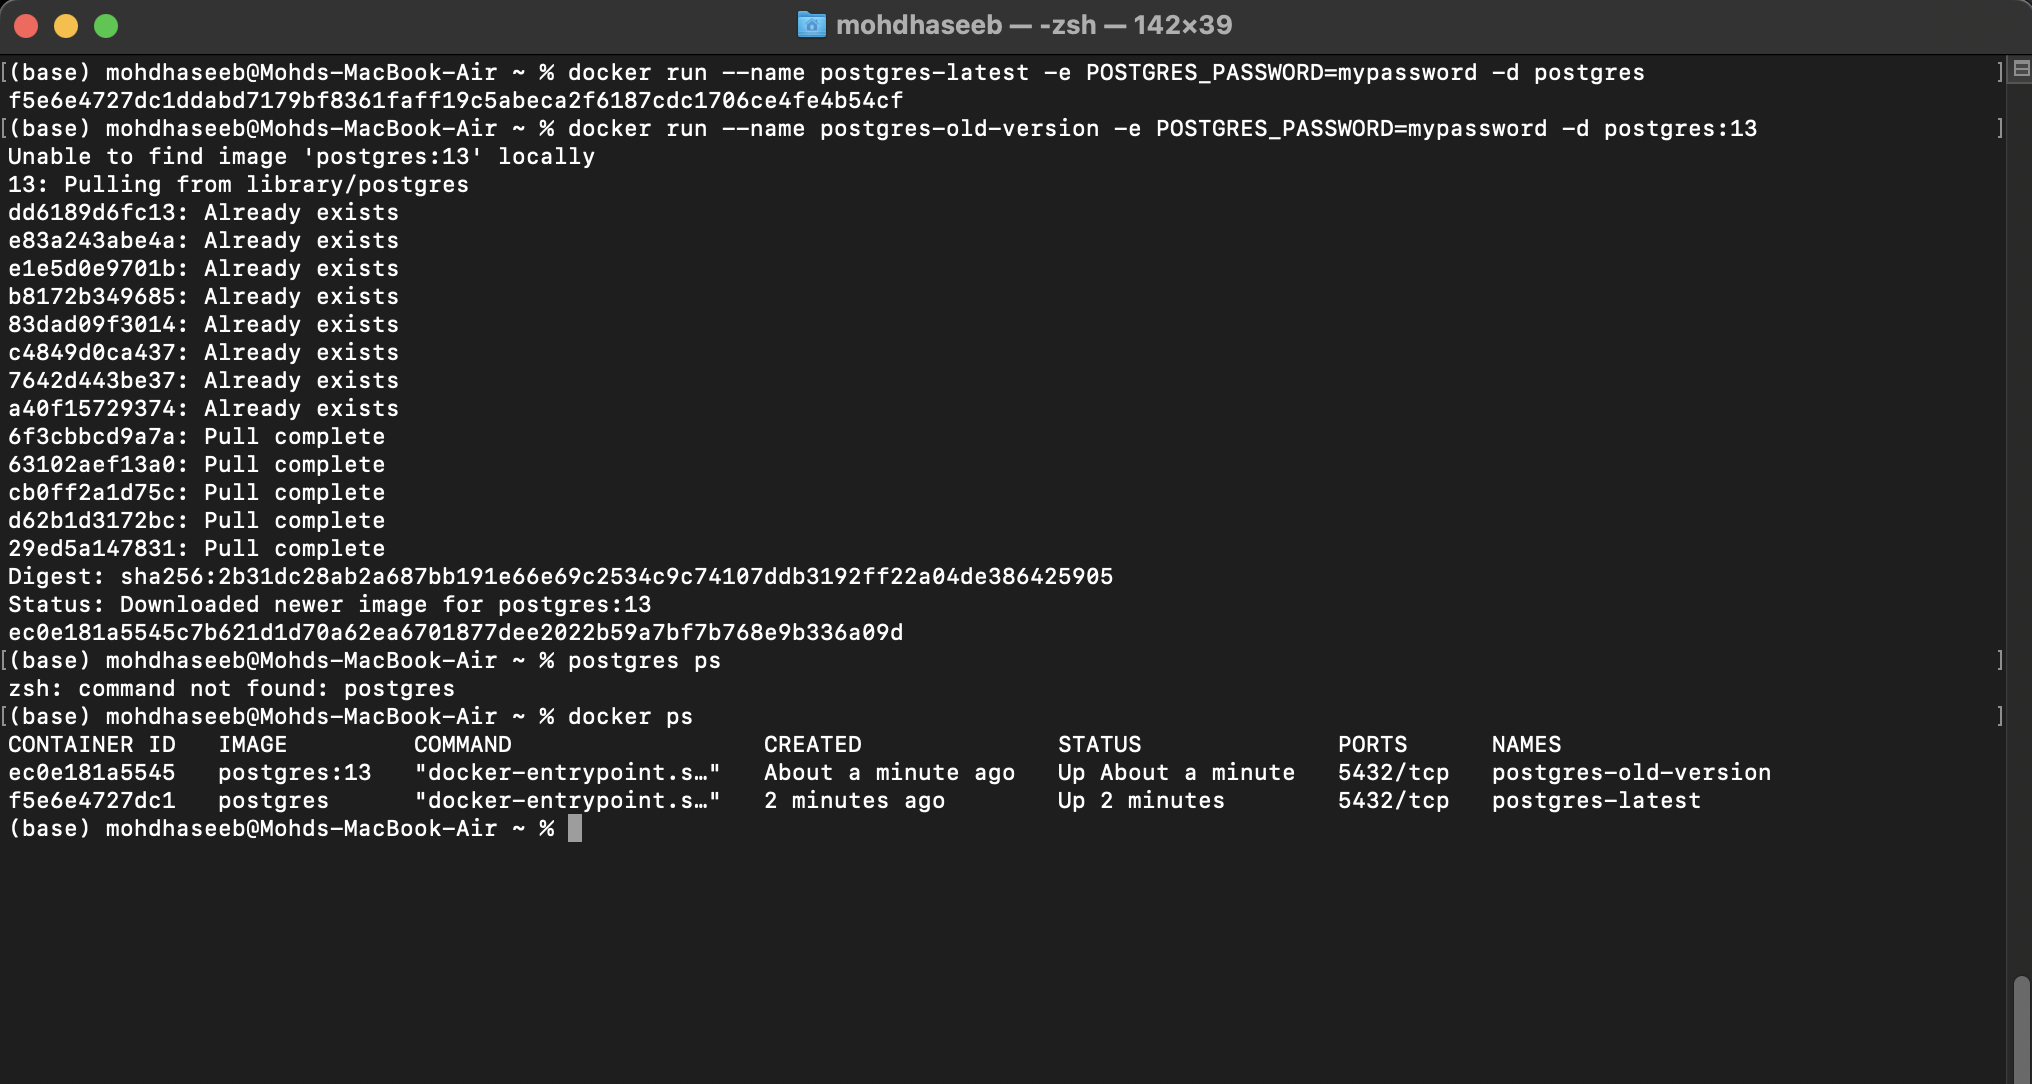 mohdhaseeb — -zsh — 142×39
[(base) mohdhaseeb@Mohds-MacBook-Air ~ % docker run --name postgres-latest -e POSTGRES_PASSWORD=mypassword -d postgres ]
f5e6e4727dc1ddabd7179bf8361faff19c5abeca2f6187cdc1706ce4fe4b54cf
[(base) mohdhaseeb@Mohds-MacBook-Air ~ % docker run --name postgres-old-version -e POSTGRES_PASSWORD=mypassword -d postgres:13 ]
Unable to find image 'postgres:13' locally
13: Pulling from library/postgres
dd6189d6fc13: Already exists
e83a243abe4a: Already exists
e1e5d0e9701b: Already exists
b8172b349685: Already exists
83dad09f3014: Already exists
c4849d0ca437: Already exists
7642d443be37: Already exists
a40f15729374: Already exists
6f3cbbcd9a7a: Pull complete
63102aef13a0: Pull complete
cb0ff2a1d75c: Pull complete
d62b1d3172bc: Pull complete
29ed5a147831: Pull complete
Digest: sha256:2b31dc28ab2a687bb191e66e69c2534c9c74107ddb3192ff22a04de386425905
Status: Downloaded newer image for postgres:13
ec0e181a5545c7b621d1d70a62ea6701877dee2022b59a7bf7b768e9b336a09d
[(base) mohdhaseeb@Mohds-MacBook-Air ~ % postgres ps ]
zsh: command not found: postgres
[(base) mohdhaseeb@Mohds-MacBook-Air ~ % docker ps ]
CONTAINER ID   IMAGE         COMMAND                  CREATED              STATUS              PORTS      NAMES
ec0e181a5545   postgres:13   "docker-entrypoint.s…"   About a minute ago   Up About a minute   5432/tcp   postgres-old-version
f5e6e4727dc1   postgres      "docker-entrypoint.s…"   2 minutes ago        Up 2 minutes        5432/tcp   postgres-latest
(base) mohdhaseeb@Mohds-MacBook-Air ~ %